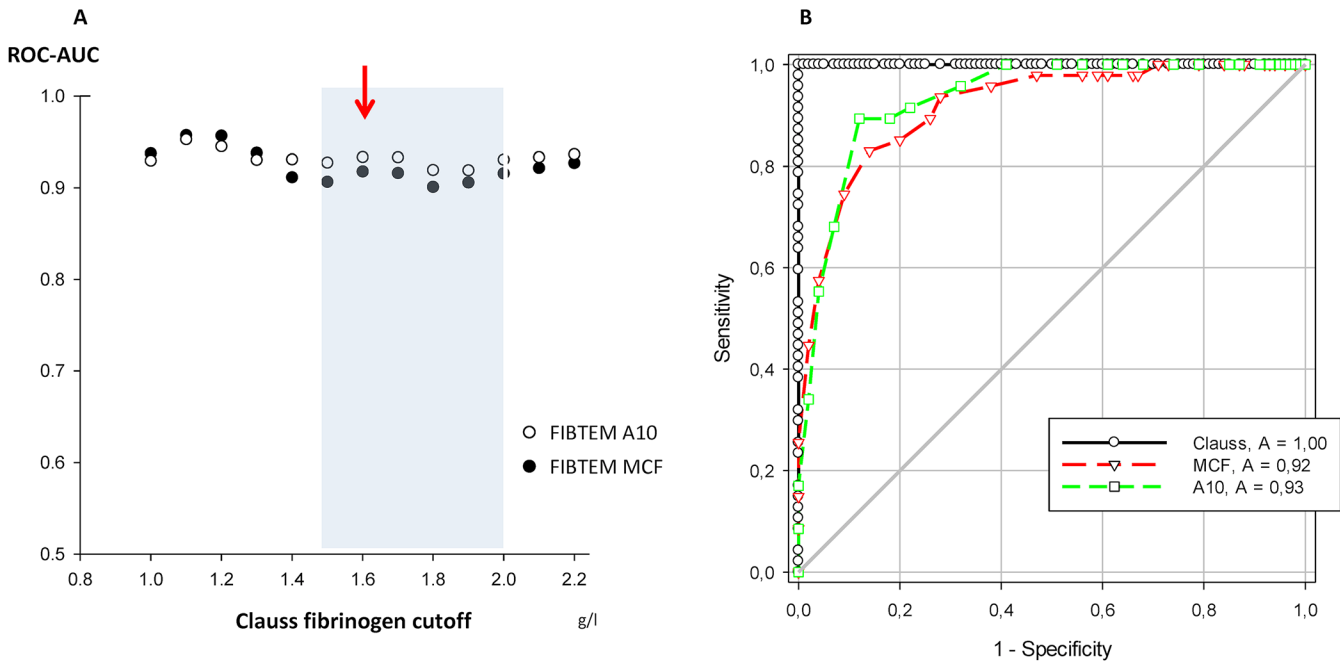 A
ROC-AUC
1.0
0.9
0.8
0.7
0.6
0.5
0.8
1.0
1.2
1.4
1.6
1.8
2.0
2.2
FIBTEM A10
FIBTEM MCF
Clauss fibrinogen cutoff
g/l
B
1,0
0,8
0,6
0,4
0,2
0,0
Sensitivity
0,0
0,2
0,4
0,6
0,8
1,0
1 - Specificity
Clauss, A = 1,00
MCF, A = 0,92
A10, A = 0,93